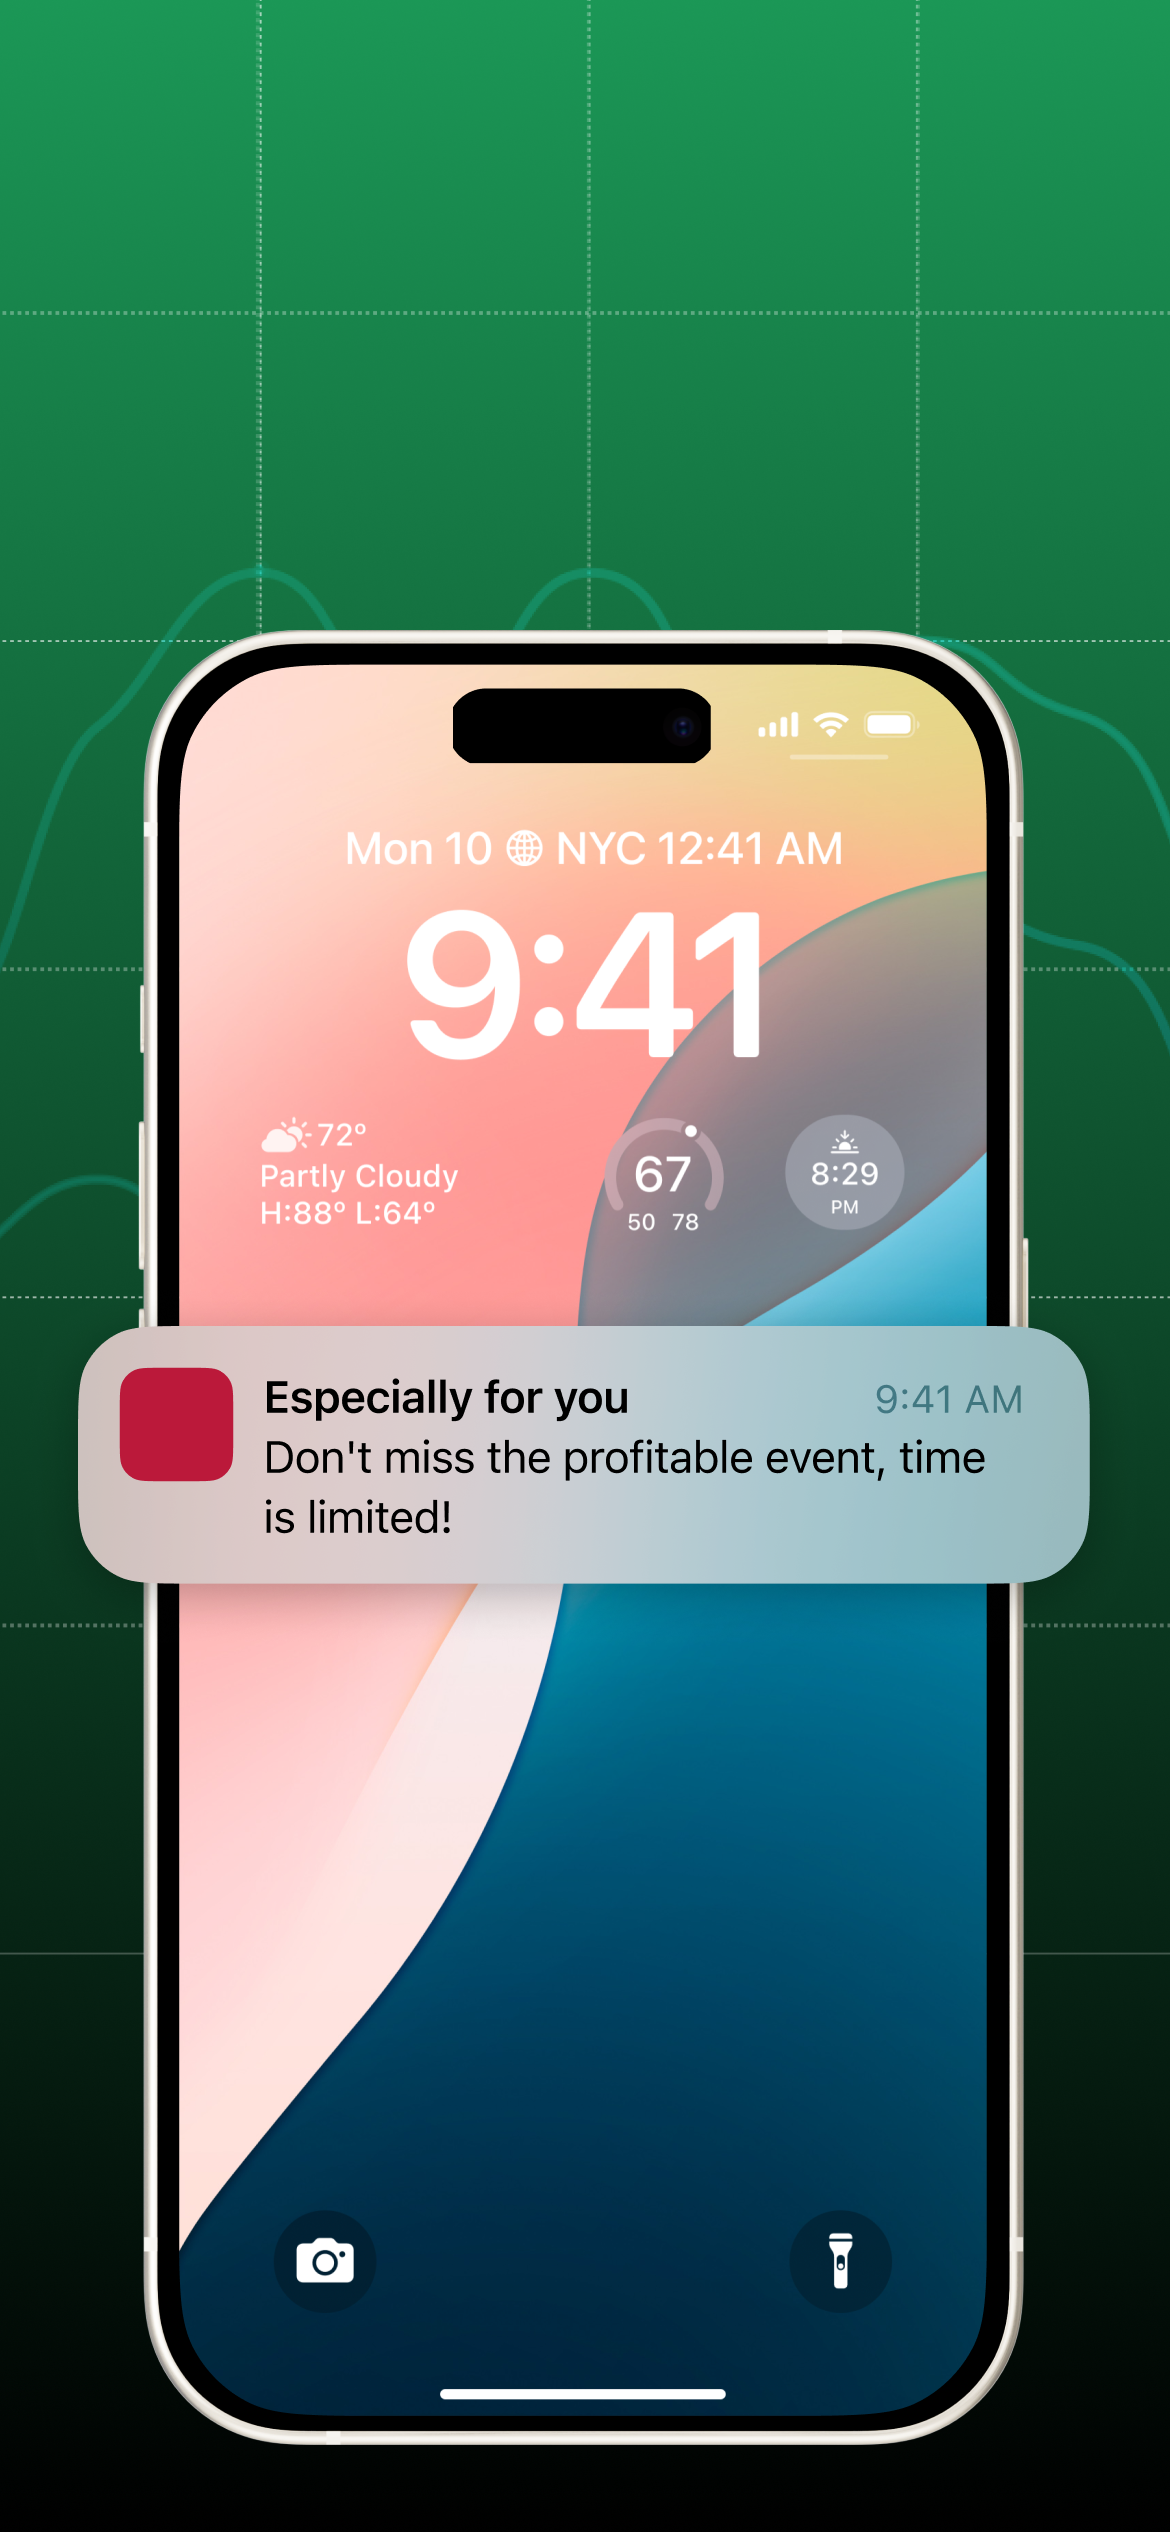 Mon 10 NYC 12:41 AM
9:41
72°
Partly Cloudy
H:88° L:64°
67
50 78
8:29
PM
Especially for you
9:41 AM
Don't miss the profitable event, time
is limited!